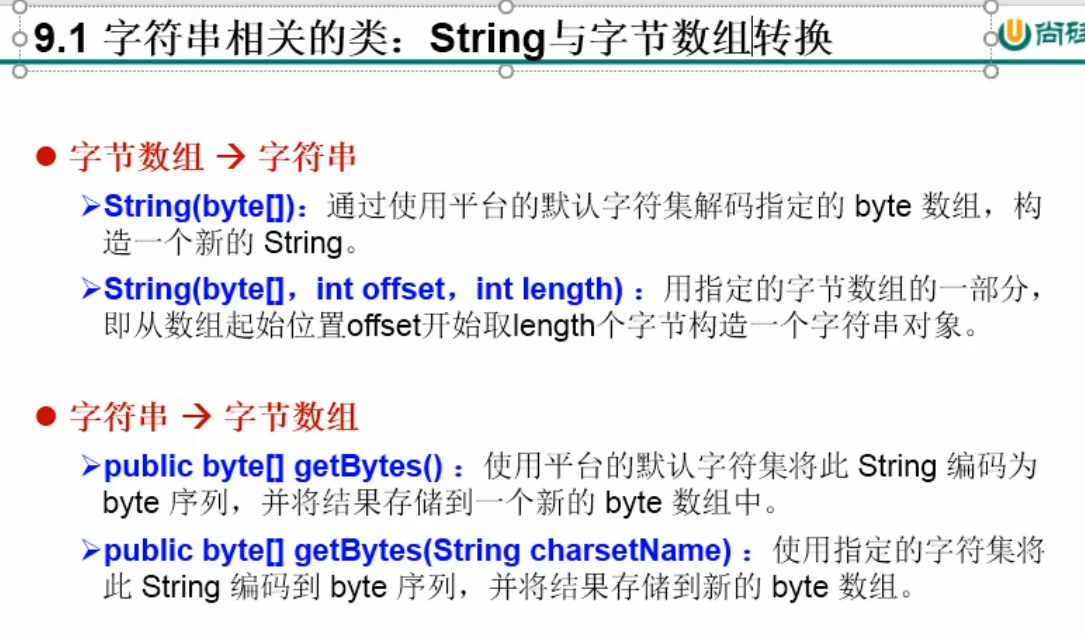 9.1 字符串相关的类：String与字节数组转换
尚硅
● 字节数组 → 字符串
➢String(byte[])：通过使用平台的默认字符集解码指定的 byte 数组，构
造一个新的 String。
➢String(byte[]，int offset，int length) ：用指定的字节数组的一部分，
即从数组起始位置offset开始取length个字节构造一个字符串对象。
● 字符串 → 字节数组
➢public byte[] getBytes() ：使用平台的默认字符集将此 String 编码为
byte 序列，并将结果存储到一个新的 byte 数组中。
➢public byte[] getBytes(String charsetName) ：使用指定的字符集将
此 String 编码到 byte 序列，并将结果存储到新的 byte 数组。